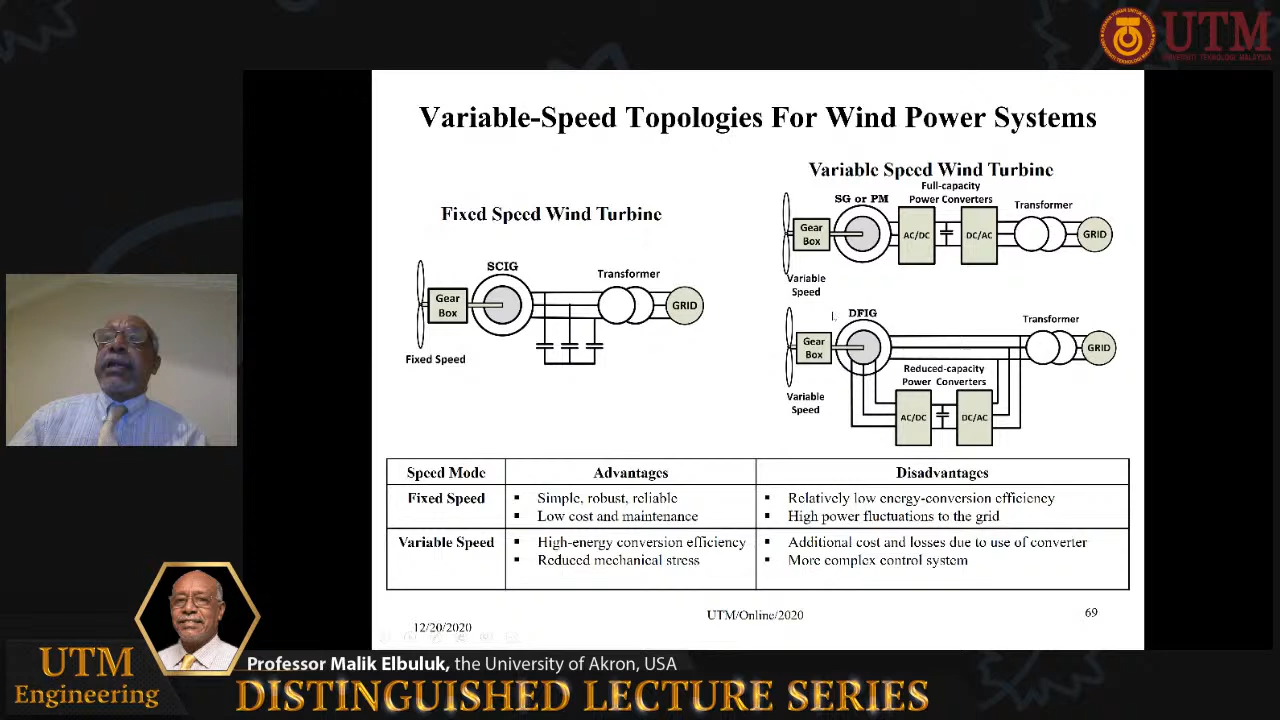 UTM
UNIVERSITI TEKNOLOGI MALAYSIA
Variable-Speed Topologies For Wind Power Systems
Fixed Speed Wind Turbine
SCIG
Transformer
Gear
Box
GRID
Fixed Speed
Variable Speed Wind Turbine
Full-capacity
Power Converters
SG or PM
Transformer
Gear
Box
AC/DC
DC/AC
GRID
Variable
Speed
DFIG
Transformer
Gear
Box
GRID
Reduced-capacity
Power Converters
Variable
Speed
AC/DC
DC/AC
Speed Mode Advantages Disadvantages
Fixed Speed
▪ Simple, robust, reliable
▪ Low cost and maintenance
▪ Relatively low energy-conversion efficiency
▪ High power fluctuations to the grid
Variable Speed
▪ High-energy conversion efficiency
▪ Reduced mechanical stress
▪ Additional cost and losses due to use of converter
▪ More complex control system
12/20/2020
UTM/Online/2020
69
UTM
Engineering
Professor Malik Elbuluk, the University of Akron, USA
DISTINGUISHED LECTURE SERIES